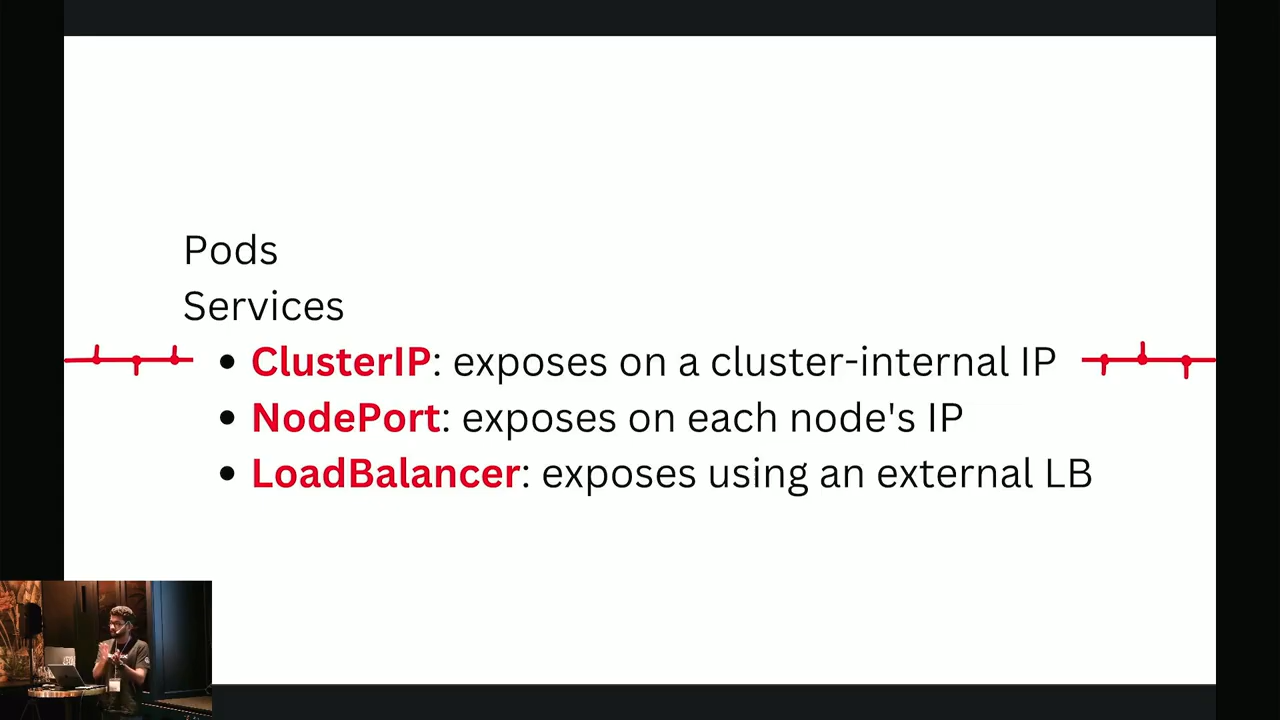 Pods
Services
• ClusterIP: exposes on a cluster-internal IP
• NodePort: exposes on each node's IP
• LoadBalancer: exposes using an external LB